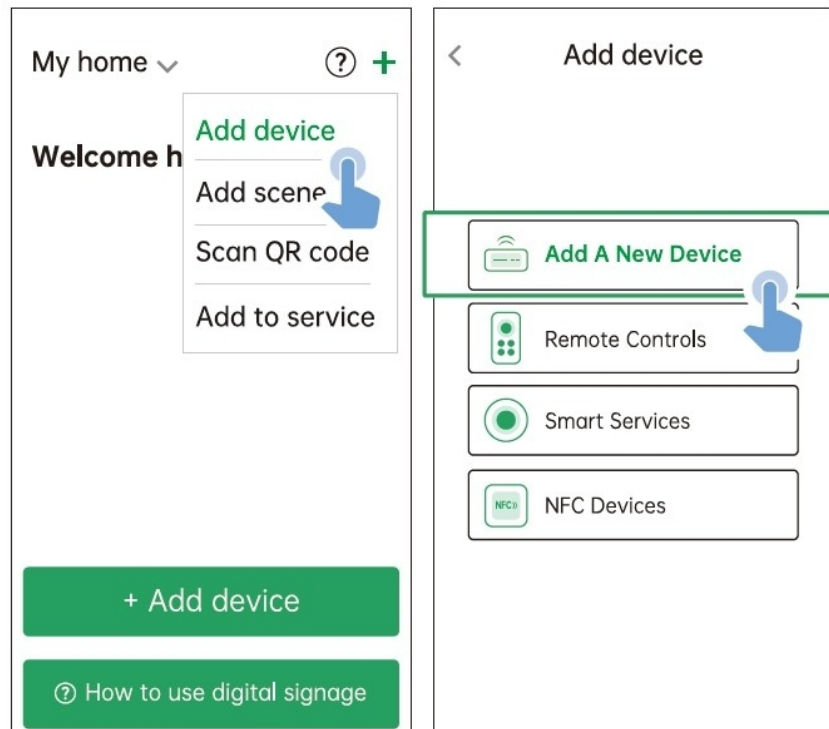 My home
? +
Add device
Welcome h
Add scene
Scan QR code
Add to service
+ Add device
? How to use digital signage
< Add device
Add A New Device
Remote Controls
Smart Services
NFC
NFC Devices